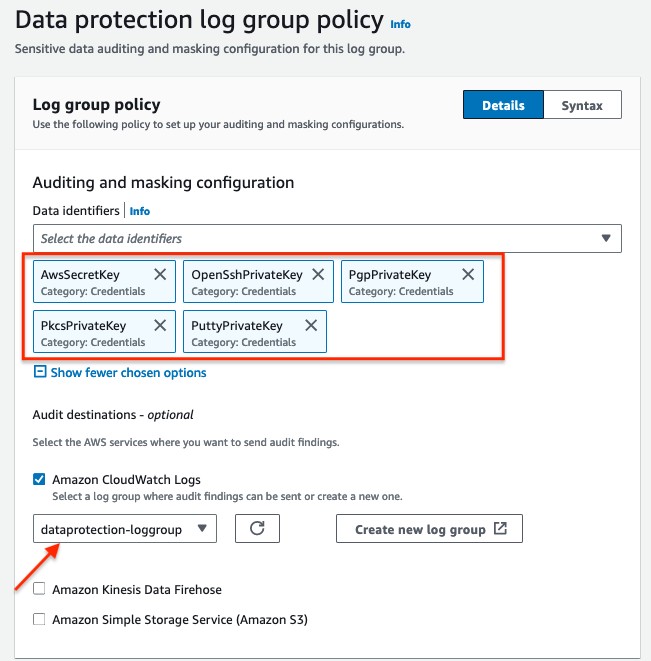 Data protection log group policy Info
Sensitive data auditing and masking configuration for this log group.
Log group policy
Details Syntax
Use the following policy to set up your auditing and masking configurations.
Auditing and masking configuration
Data identifiers Info
Select the data identifiers
AwsSecretKey OpenSshPrivateKey PgpPrivateKey
Category: Credentials Category: Credentials Category: Credentials
PkcsPrivateKey PuttyPrivateKey
Category: Credentials Category: Credentials
Show fewer chosen options
Audit destinations - optional
Select the AWS services where you want to send audit findings.
Amazon CloudWatch Logs
Select a log group where audit findings can be sent or create a new one.
dataprotection-loggroup Create new log group
Amazon Kinesis Data Firehose
Amazon Simple Storage Service (Amazon S3)